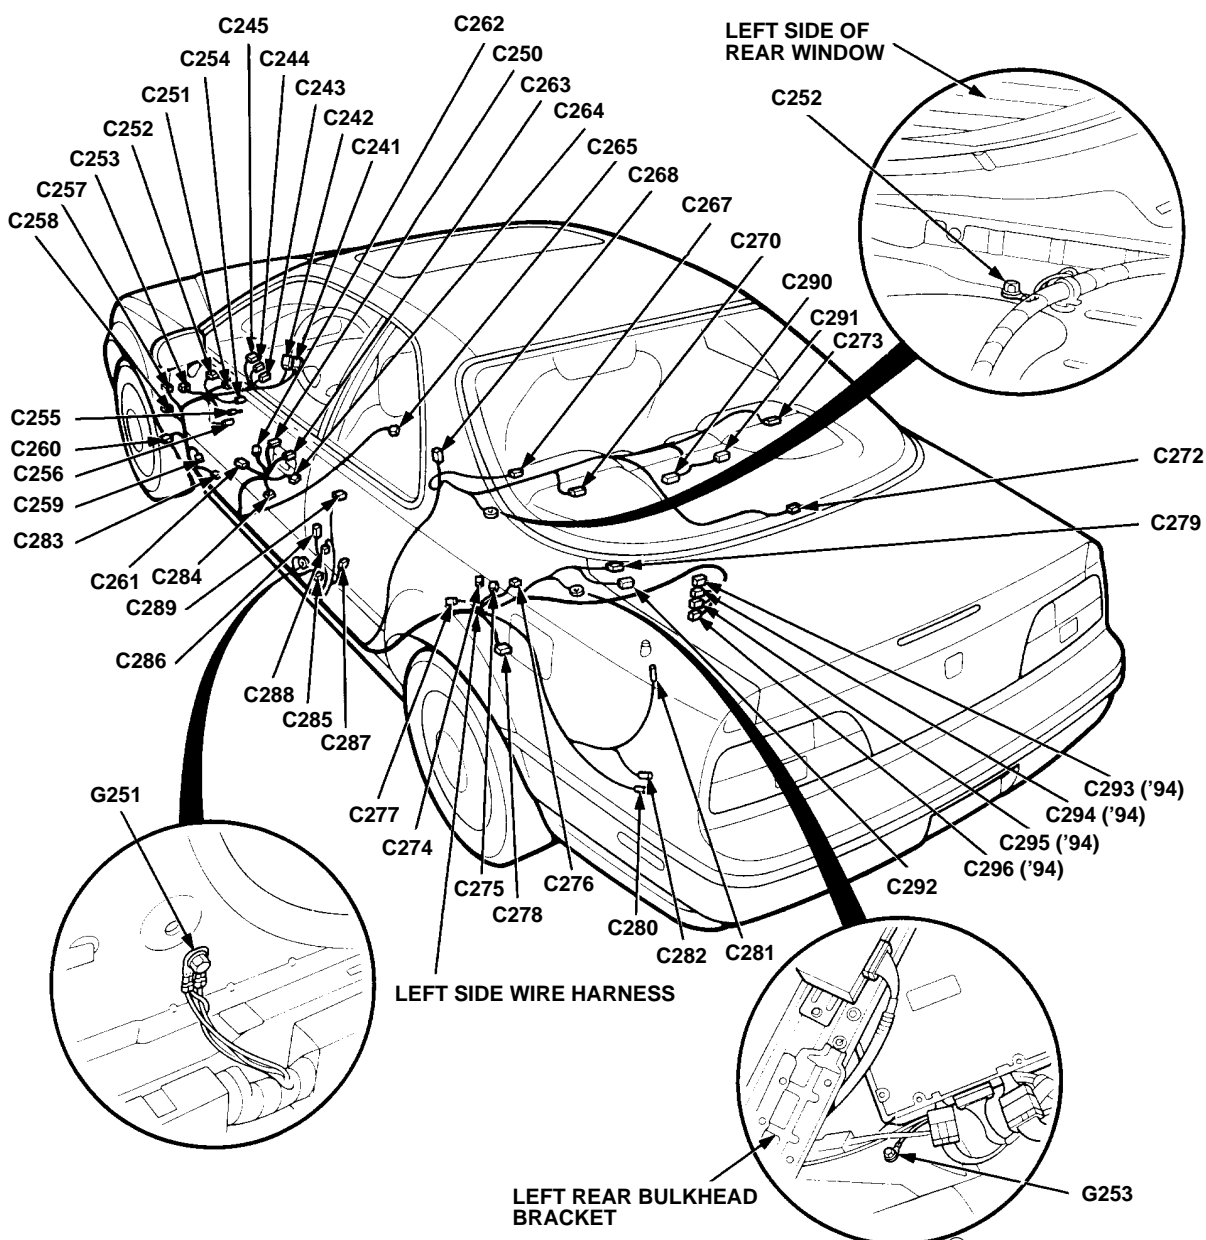 C245
C262
C254
C244
C250
C251
C243
C263
C252
C242
C264
C253
C241
C265
C257
C268
C258
C267
C270
C290
C291
C273
LEFT SIDE OF
REAR WINDOW
C252
C255
C260
C256
C259
C283
C261
C284
C289
C286
C288
C285
C287
C272
C279
G251
C277
C274
C275
C278
C276
C280
C282
C281
C292
C293 ('94)
C294 ('94)
C295 ('94)
C296 ('94)
LEFT SIDE WIRE HARNESS
LEFT REAR BULKHEAD
BRACKET
G253